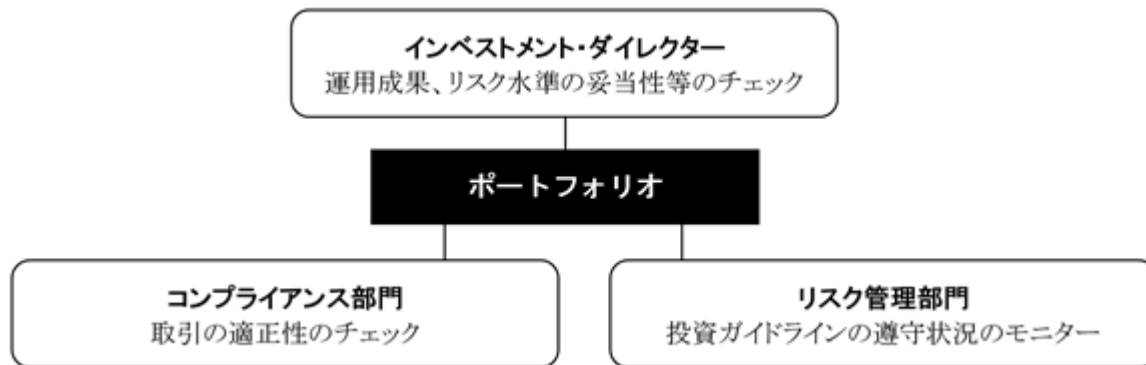 インベストメント・ダイレクター
運用成果、リスク水準の妥当性等のチェック
ポートフォリオ
コンプライアンス部門
取引の適正性のチェック
リスク管理部門
投資ガイドラインの遵守状況のモニター